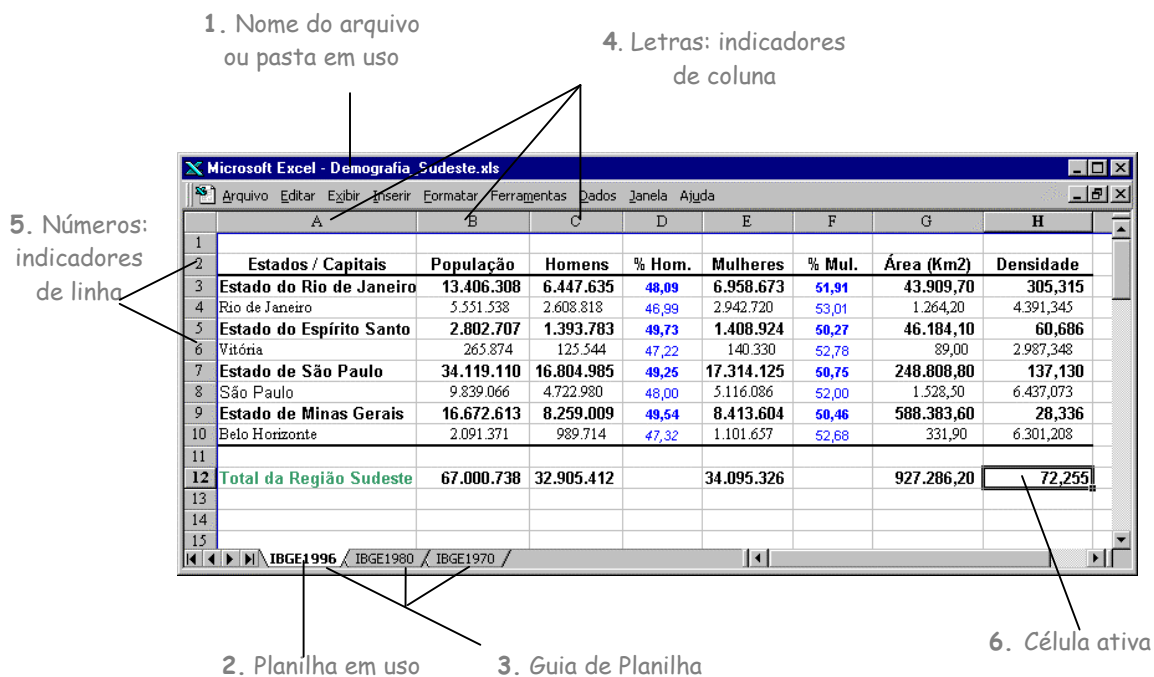 1. Nome do arquivo
ou pasta em uso
4. Letras: indicadores
de coluna
Microsoft Excel - Demografia_Sudeste.xls
Arquivo Editar Exibir Inserir Formatar Ferramentas Dados Janela Ajuda
5. Números:
indicadores
de linha
A B C D E F G H
1
2 Estados / Capitais População Homens % Hom. Mulheres % Mul. Área (Km2) Densidade
3 Estado do Rio de Janeiro 13.406.308 6.447.635 48,09 6.958.673 51,91 43.909,70 305,315
4 Rio de Janeiro 5.551.538 2.608.818 46,99 2.942.720 53,01 1.264,20 4.391,345
5 Estado do Espírito Santo 2.802.707 1.393.783 49,73 1.408.924 50,27 46.184,10 60,686
6 Vitória 265.874 125.544 47,22 140.330 52,78 89,00 2.987,348
7 Estado de São Paulo 34.119.110 16.804.985 49,25 17.314.125 50,75 248.808,80 137,130
8 São Paulo 9.839.066 4.722.980 48,00 5.116.086 52,00 1.528,50 6.437,073
9 Estado de Minas Gerais 16.672.613 8.259.009 49,54 8.413.604 50,46 588.383,60 28,336
10 Belo Horizonte 2.091.371 989.714 47,32 1.101.657 52,68 331,90 6.301,208
11
12 Total da Região Sudeste 67.000.738 32.905.412 34.095.326 927.286,20 72,255
13
14
15
IBGE1996 IBGE1980 IBGE1970
6. Célula ativa
2. Planilha em uso
3. Guia de Planilha